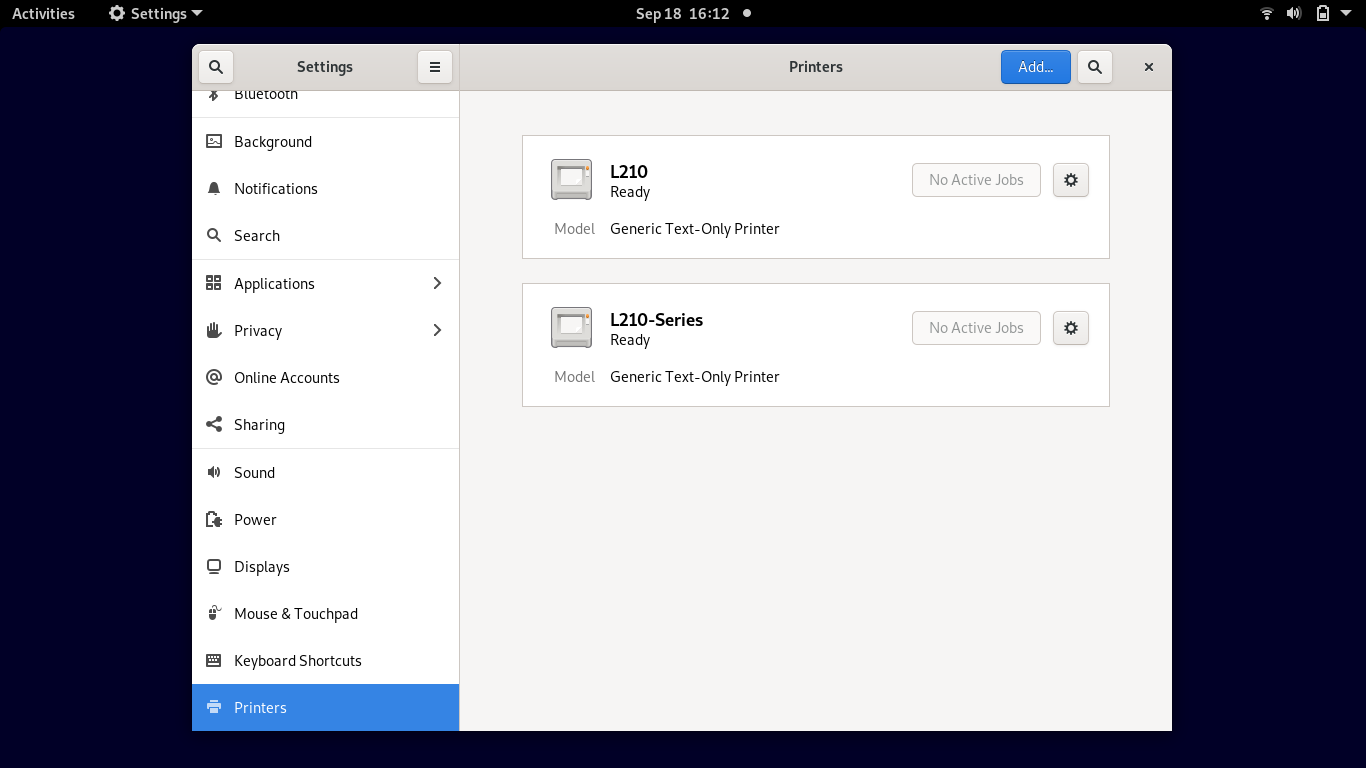 Activities
Settings
Sep 18 16:12
Settings
Printers
Add…
Bluetooth
Background
Notifications
Search
Applications
Privacy
Online Accounts
Sharing
Sound
Power
Displays
Mouse & Touchpad
Keyboard Shortcuts
Printers
L210
Ready
No Active Jobs
Model Generic Text-Only Printer
L210-Series
Ready
No Active Jobs
Model Generic Text-Only Printer